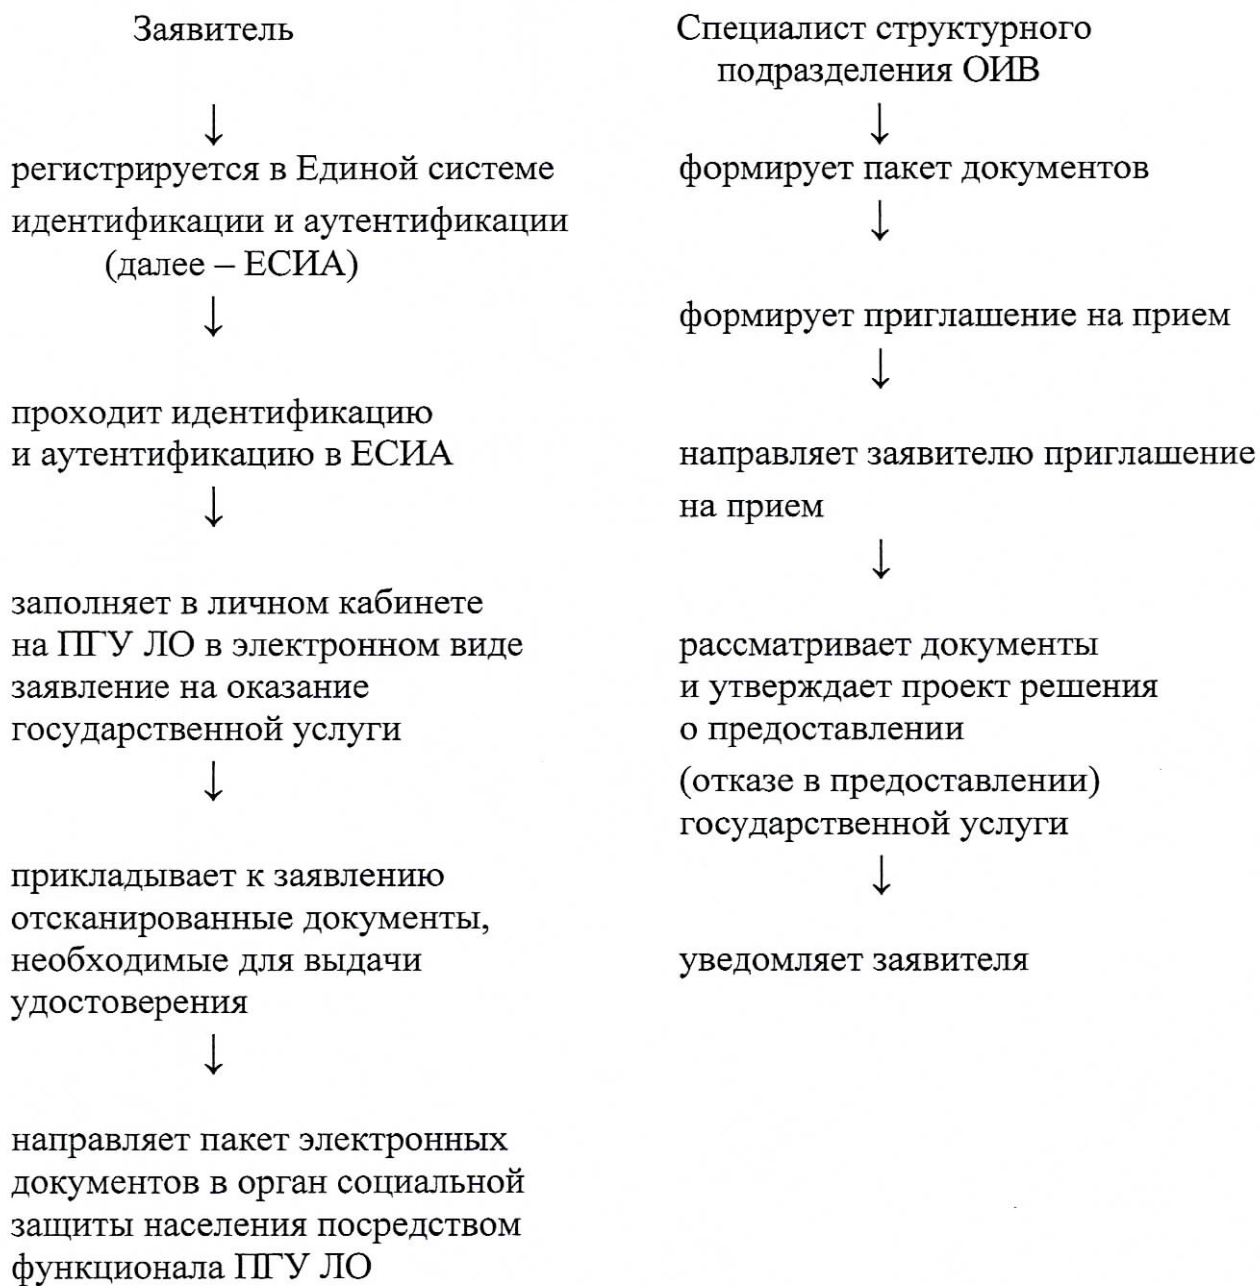 Заявитель
↓
регистрируется в Единой системе
идентификации и аутентификации
(далее – ЕСИА)
↓
проходит идентификацию
и аутентификацию в ЕСИА
↓
заполняет в личном кабинете
на ПГУ ЛО в электронном виде
заявление на оказание
государственной услуги
↓
прикладывает к заявлению
отсканированные документы,
необходимые для выдачи
удостоверения
↓
направляет пакет электронных
документов в орган социальной
защиты населения посредством
функционала ПГУ ЛО
Специалист структурного
подразделения ОИВ
↓
формирует пакет документов
↓
формирует приглашение на прием
↓
направляет заявителю приглашение
на прием
↓
рассматривает документы
и утверждает проект решения
о предоставлении
(отказе в предоставлении)
государственной услуги
↓
уведомляет заявителя